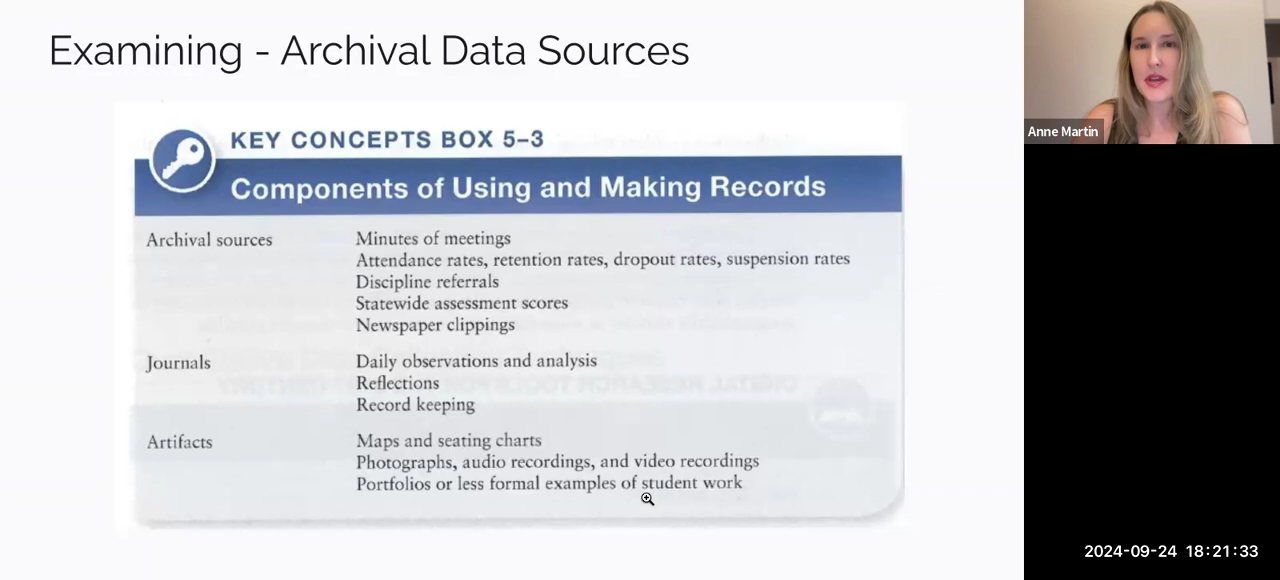 Examining - Archival Data Sources
KEY CONCEPTS BOX 5–3
Components of Using and Making Records
Archival sources
Minutes of meetings
Attendance rates, retention rates, dropout rates, suspension rates
Discipline referrals
Statewide assessment scores
Newspaper clippings
Journals
Daily observations and analysis
Reflections
Record keeping
Artifacts
Maps and seating charts
Photographs, audio recordings, and video recordings
Portfolios or less formal examples of student work
Anne Martin
2024-09-24 18:21:33